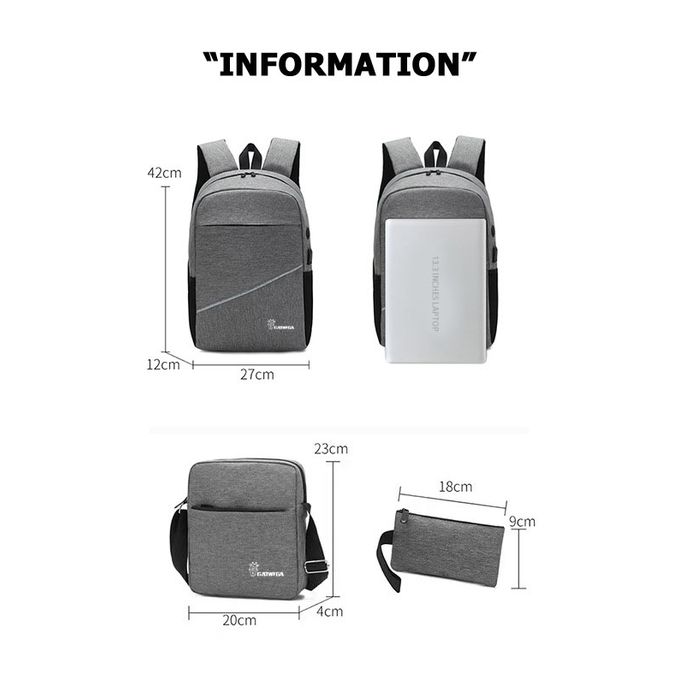 "INFORMATION"
42cm
12cm
27cm
13.3 INCHES LAPTOP
23cm
4cm
20cm
18cm
9cm